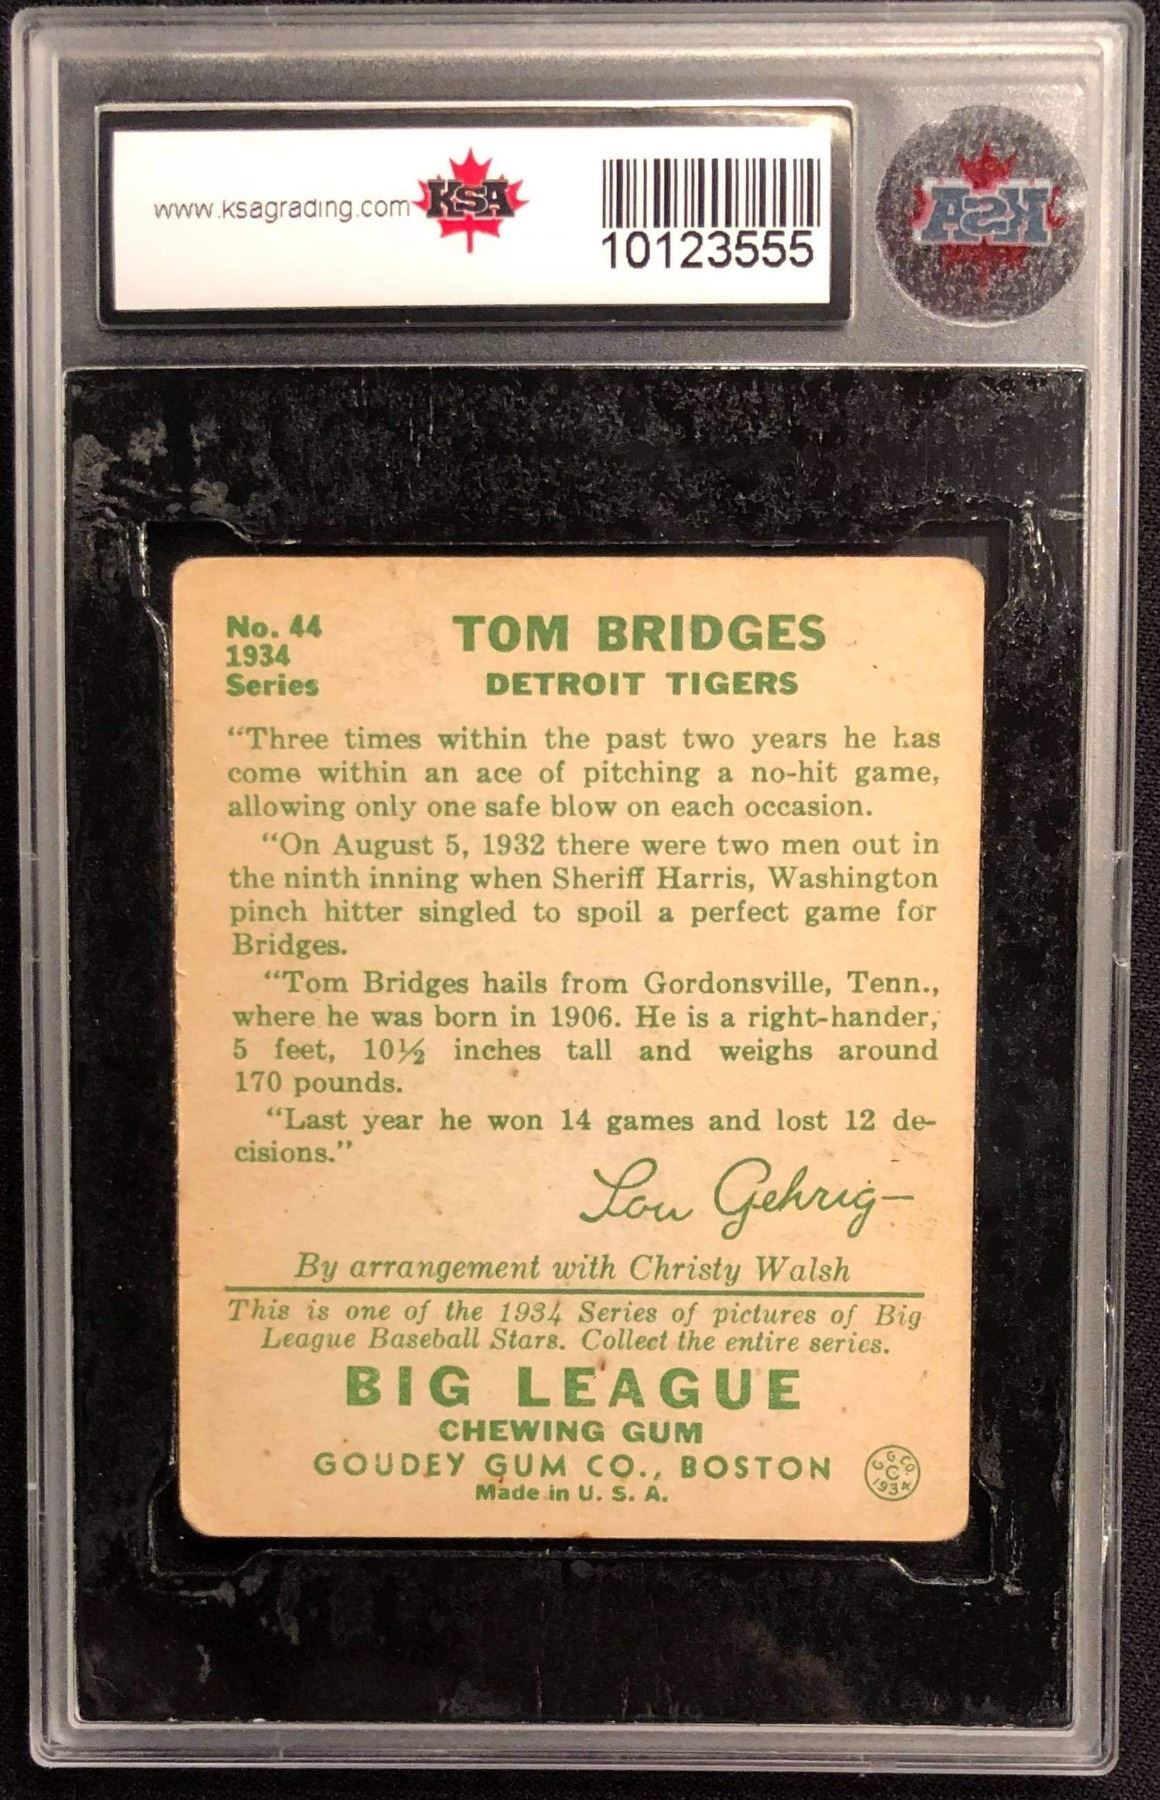 www.ksagrading.com KSA
10123555
KSA
No. 44
1934
Series
TOM BRIDGES
DETROIT TIGERS
“Three times within the past two years he has
come within an ace of pitching a no-hit game,
allowing only one safe blow on each occasion.
“On August 5, 1932 there were two men out in
the ninth inning when Sheriff Harris, Washington
pinch hitter singled to spoil a perfect game for
Bridges.
“Tom Bridges hails from Gordonsville, Tenn.,
where he was born in 1906. He is a right-hander,
5 feet, 10½ inches tall and weighs around
170 pounds.
“Last year he won 14 games and lost 12 de-
cisions.”
Lou Gehrig
By arrangement with Christy Walsh
This is one of the 1934 Series of pictures of Big
League Baseball Stars. Collect the entire series.
BIG LEAGUE
CHEWING GUM
GOUDEY GUM CO., BOSTON
Made in U. S. A.
G. G. CO.
C
1934